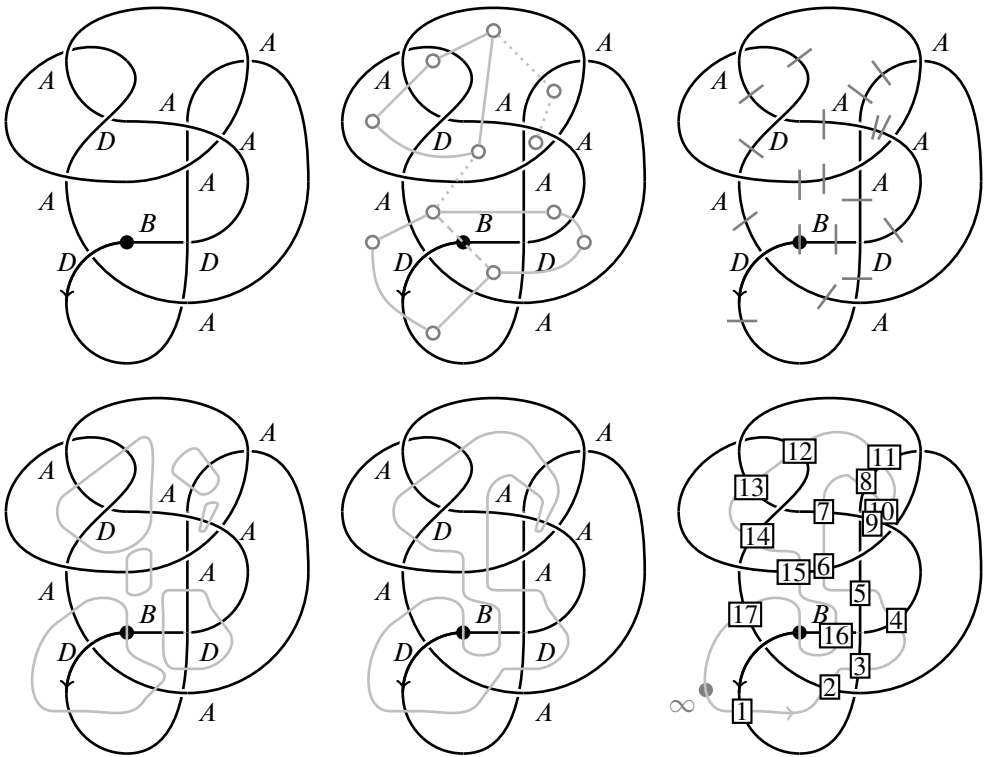 A A A
A A A
A A A
D A D A D A
A A A
A B A B A B
D D D D D D
A A A
A A A
12 11
A A 13 8
A A 7 10
D A D A 14 9
15 6
A A 5
A B A B 17 B 16 4
D D D D 3
∞ 1 2
A A